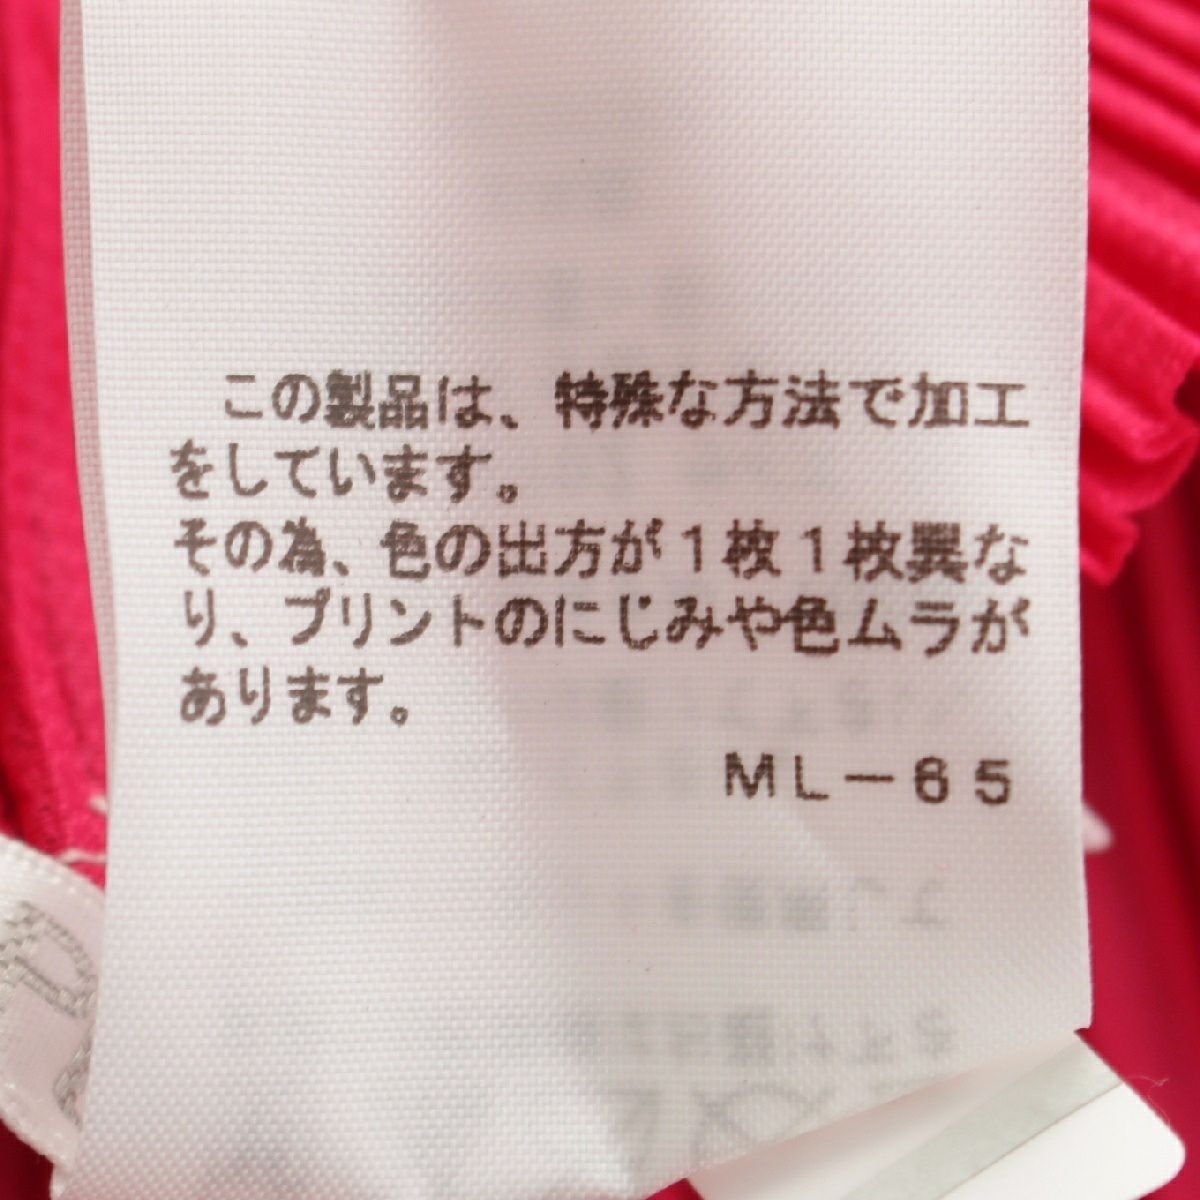 この製品は、特殊な方法で加工
をしています。
その為、色の出方が１枚１枚異な
り、プリントのにじみや色ムラが
あります。
ＭＬ－６５